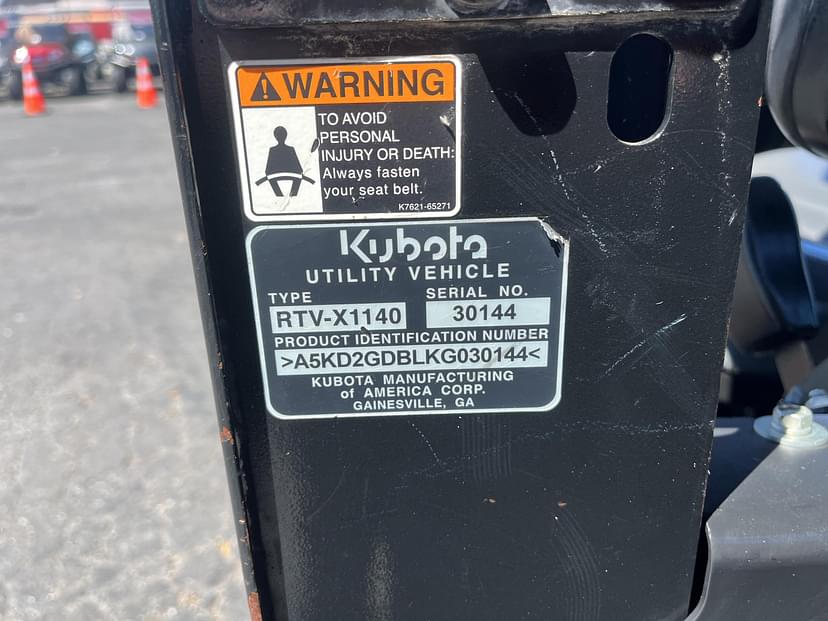 WARNING
TO AVOID
PERSONAL
INJURY OR DEATH:
Always fasten
your seat belt.
K7621-65271
Kubota
UTILITY VEHICLE
TYPE SERIAL NO.
RTV-X1140 30144
PRODUCT IDENTIFICATION NUMBER
>A5KD2GDBLKG030144<
KUBOTA MANUFACTURING
of AMERICA CORP.
GAINESVILLE, GA